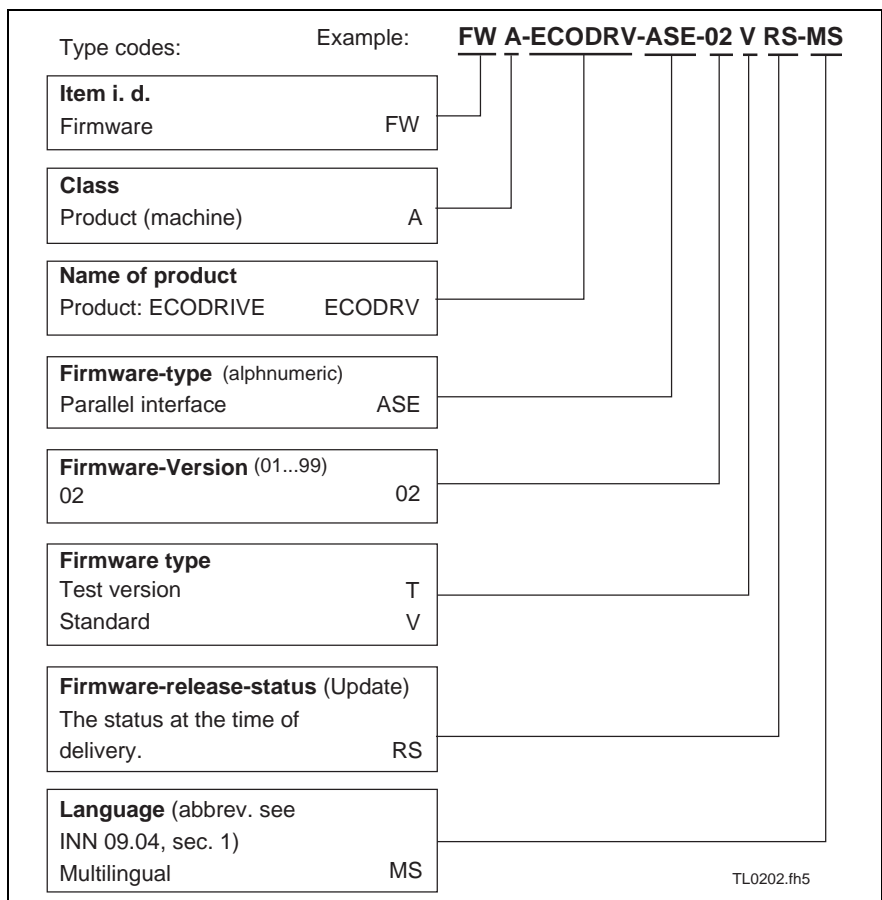 Type codes:
Example:
FW A-ECODRV-ASE-02 V RS-MS
Item i. d.
Firmware FW
Class
Product (machine) A
Name of product
Product: ECODRIVE ECODRV
Firmware-type (alphnumeric)
Parallel interface ASE
Firmware-Version (01...99)
02 02
Firmware type
Test version T
Standard V
Firmware-release-status (Update)
The status at the time of
delivery. RS
Language (abbrev. see
INN 09.04, sec. 1)
Multilingual MS
TL0202.fh5